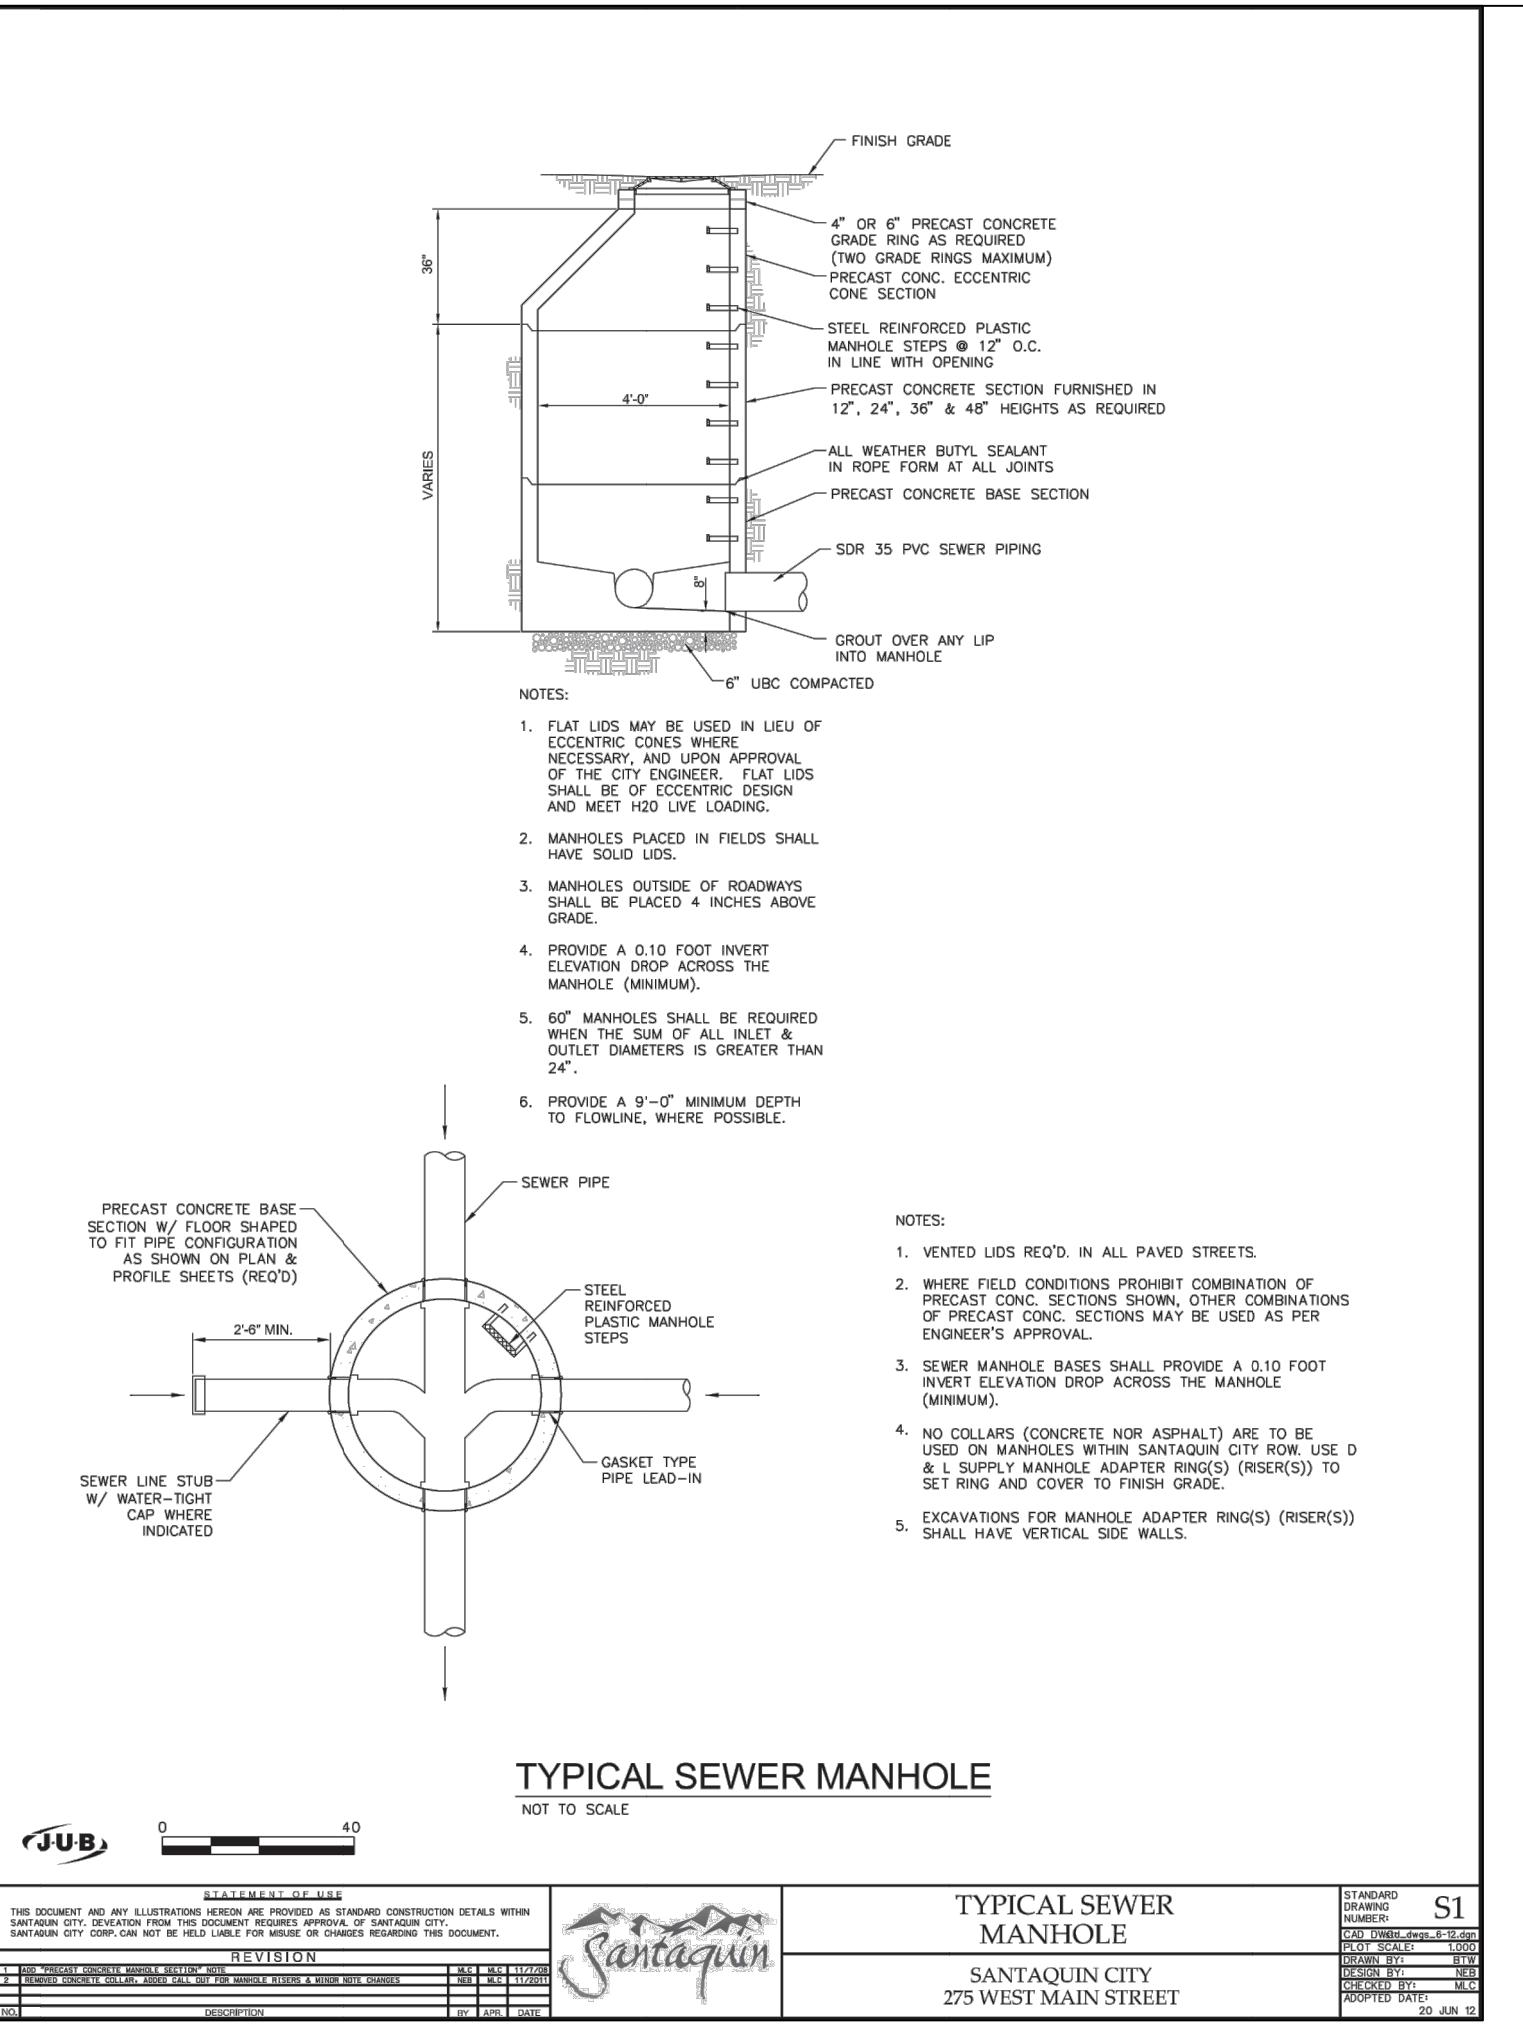 FINISH GRADE
4" OR 6" PRECAST CONCRETE
GRADE RING AS REQUIRED
(TWO GRADE RINGS MAXIMUM)
PRECAST CONC. ECCENTRIC
CONE SECTION
36"
STEEL REINFORCED PLASTIC
MANHOLE STEPS @ 12" O.C.
IN LINE WITH OPENING
4'-0"
PRECAST CONCRETE SECTION FURNISHED IN
12", 24", 36" & 48" HEIGHTS AS REQUIRED
VARIES
ALL WEATHER BUTYL SEALANT
IN ROPE FORM AT ALL JOINTS
PRECAST CONCRETE BASE SECTION
SDR 35 PVC SEWER PIPING
8"
GROUT OVER ANY LIP
INTO MANHOLE
6" UBC COMPACTED
NOTES:
1. FLAT LIDS MAY BE USED IN LIEU OF
ECCENTRIC CONES WHERE
NECESSARY, AND UPON APPROVAL
OF THE CITY ENGINEER. FLAT LIDS
SHALL BE OF ECCENTRIC DESIGN
AND MEET H20 LIVE LOADING.
2. MANHOLES PLACED IN FIELDS SHALL
HAVE SOLID LIDS.
3. MANHOLES OUTSIDE OF ROADWAYS
SHALL BE PLACED 4 INCHES ABOVE
GRADE.
4. PROVIDE A 0.10 FOOT INVERT
ELEVATION DROP ACROSS THE
MANHOLE (MINIMUM).
5. 60" MANHOLES SHALL BE REQUIRED
WHEN THE SUM OF ALL INLET &
OUTLET DIAMETERS IS GREATER THAN
24".
6. PROVIDE A 9'-0" MINIMUM DEPTH
TO FLOWLINE, WHERE POSSIBLE.
SEWER PIPE
PRECAST CONCRETE BASE
SECTION W/ FLOOR SHAPED
TO FIT PIPE CONFIGURATION
AS SHOWN ON PLAN &
PROFILE SHEETS (REQ'D)
STEEL
REINFORCED
PLASTIC MANHOLE
STEPS
2'-6" MIN.
GASKET TYPE
PIPE LEAD-IN
SEWER LINE STUB
W/ WATER-TIGHT
CAP WHERE
INDICATED
NOTES:
1. VENTED LIDS REQ'D. IN ALL PAVED STREETS.
2. WHERE FIELD CONDITIONS PROHIBIT COMBINATION OF
PRECAST CONC. SECTIONS SHOWN, OTHER COMBINATIONS
OF PRECAST CONC. SECTIONS MAY BE USED AS PER
ENGINEER'S APPROVAL.
3. SEWER MANHOLE BASES SHALL PROVIDE A 0.10 FOOT
INVERT ELEVATION DROP ACROSS THE MANHOLE
(MINIMUM).
4. NO COLLARS (CONCRETE NOR ASPHALT) ARE TO BE
USED ON MANHOLES WITHIN SANTAQUIN CITY ROW. USE D
& L SUPPLY MANHOLE ADAPTER RING(S) (RISER(S)) TO
SET RING AND COVER TO FINISH GRADE.
5. EXCAVATIONS FOR MANHOLE ADAPTER RING(S) (RISER(S))
SHALL HAVE VERTICAL SIDE WALLS.
TYPICAL SEWER MANHOLE
NOT TO SCALE
J·U·B
0 40
STATEMENT OF USE
THIS DOCUMENT AND ANY ILLUSTRATIONS HEREON ARE PROVIDED AS STANDARD CONSTRUCTION DETAILS WITHIN
SANTAQUIN CITY. DEVEATION FROM THIS DOCUMENT REQUIRES APPROVAL OF SANTAQUIN CITY.
SANTAQUIN CITY CORP. CAN NOT BE HELD LIABLE FOR MISUSE OR CHANGES REGARDING THIS DOCUMENT.
REVISION
1 ADD "PRECAST CONCRETE MANHOLE SECTION" NOTE MLC MLC 11/7/08
2 REMOVED CONCRETE COLLAR, ADDED CALL OUT FOR MANHOLE RISERS & MINOR NOTE CHANGES NEB MLC 11/2011
NO. DESCRIPTION BY APR. DATE
Santaquin
TYPICAL SEWER
MANHOLE
SANTAQUIN CITY
275 WEST MAIN STREET
STANDARD
DRAWING
NUMBER: S1
CAD DWG: _dwgs_6-12.dgn
PLOT SCALE: 1.000
DRAWN BY: BTW
DESIGN BY: NEB
CHECKED BY: MLC
ADOPTED DATE:
20 JUN 12